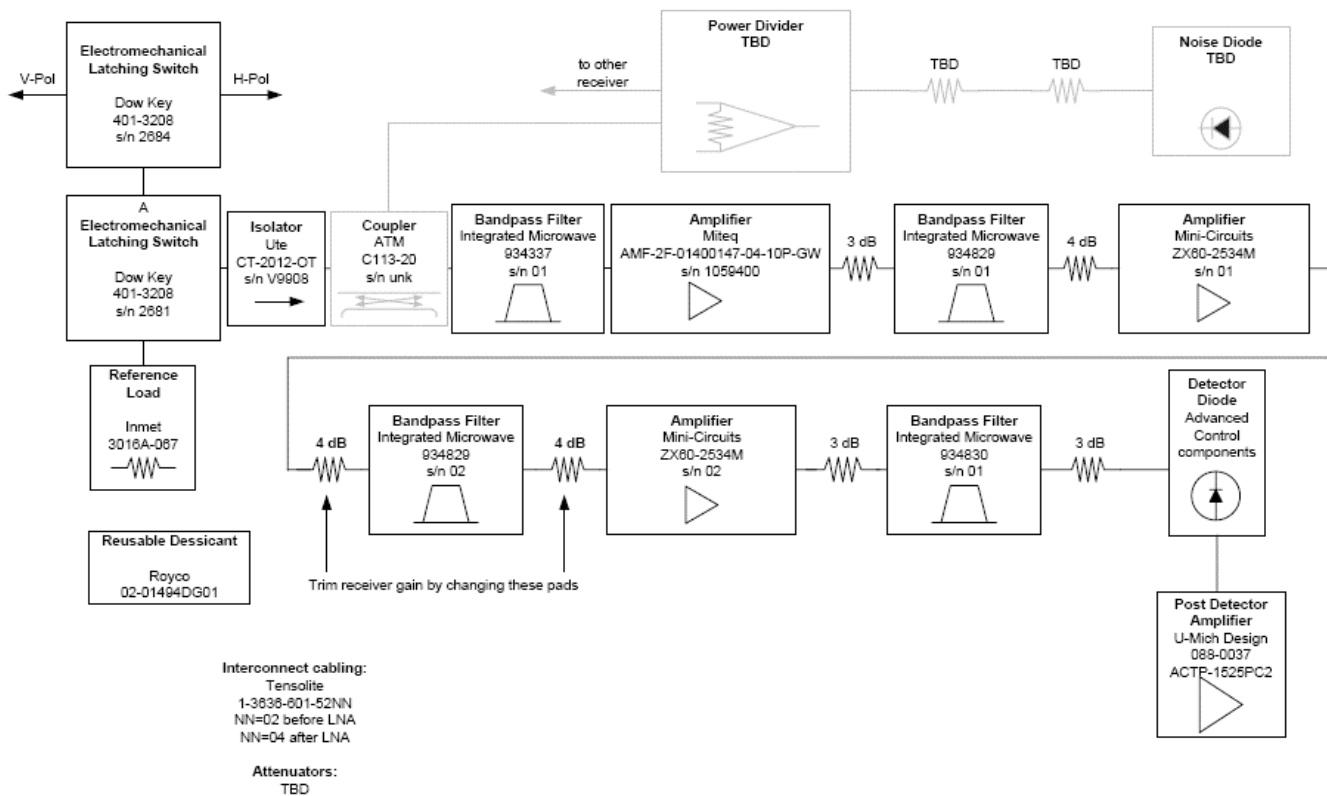 Electromechanical
Latching Switch
Dow Key
401-3208
s/n 2684
V-Pol
H-Pol
to other
receiver
Power Divider
TBD
TBD
TBD
Noise Diode
TBD
A
Electromechanical
Latching Switch
Dow Key
401-3208
s/n 2681
Isolator
Ute
CT-2012-OT
s/n V9908
Coupler
ATM
C113-20
s/n unk
Bandpass Filter
Integrated Microwave
934337
s/n 01
Amplifier
Miteq
AMF-2F-01400147-04-10P-GW
s/n 1059400
3 dB
Bandpass Filter
Integrated Microwave
934829
s/n 01
4 dB
Amplifier
Mini-Circuits
ZX60-2534M
s/n 01
Reference
Load
Inmet
3016A-067
4 dB
Bandpass Filter
Integrated Microwave
934829
s/n 02
4 dB
Amplifier
Mini-Circuits
ZX60-2534M
s/n 02
3 dB
Bandpass Filter
Integrated Microwave
934830
s/n 01
3 dB
Detector
Diode
Advanced
Control
components
Reusable Dessicant
Royco
02-01494DG01
Trim receiver gain by changing these pads
Post Detector
Amplifier
U-Mich Design
088-0037
ACTP-1525PC2
Interconnect cabling:
Tensolite
1-3636-601-52NN
NN=02 before LNA
NN=04 after LNA
Attenuators:
TBD